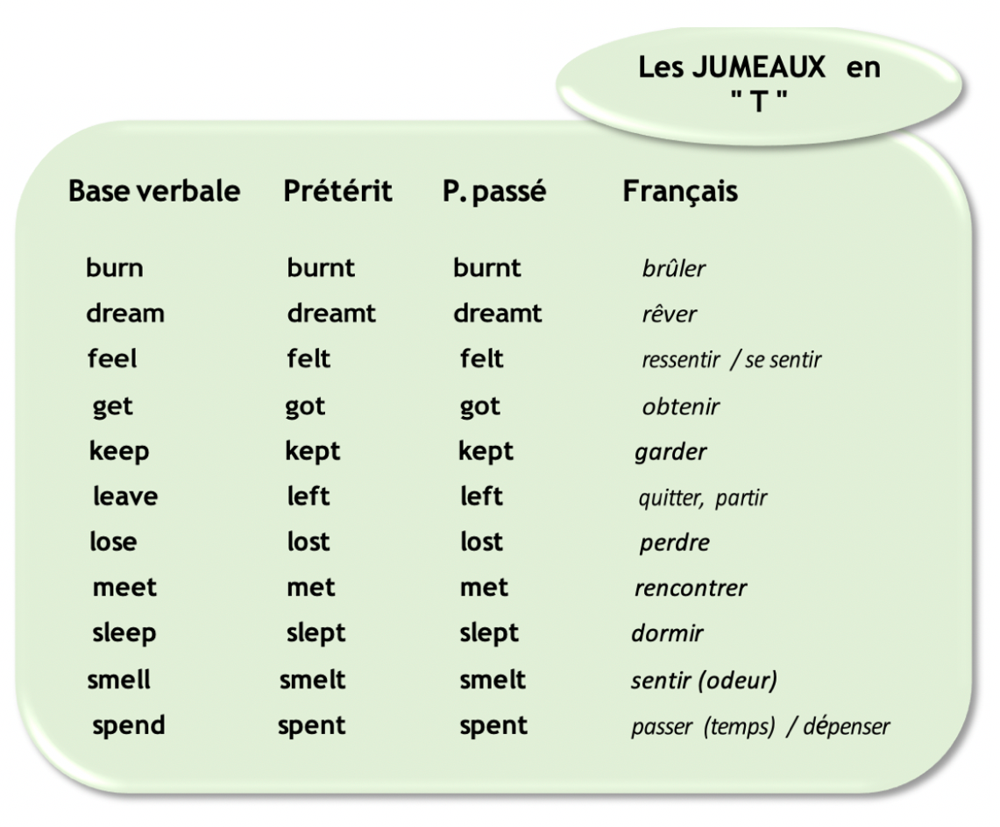 Les JUMEAUX en
" T "
Base verbale Prétérit P. passé Français
burn burnt burnt brûler
dream dreamt dreamt rêver
feel felt felt ressentir / se sentir
get got got obtenir
keep kept kept garder
leave left left quitter, partir
lose lost lost perdre
meet met met rencontrer
sleep slept slept dormir
smell smelt smelt sentir (odeur)
spend spent spent passer (temps) / dépenser